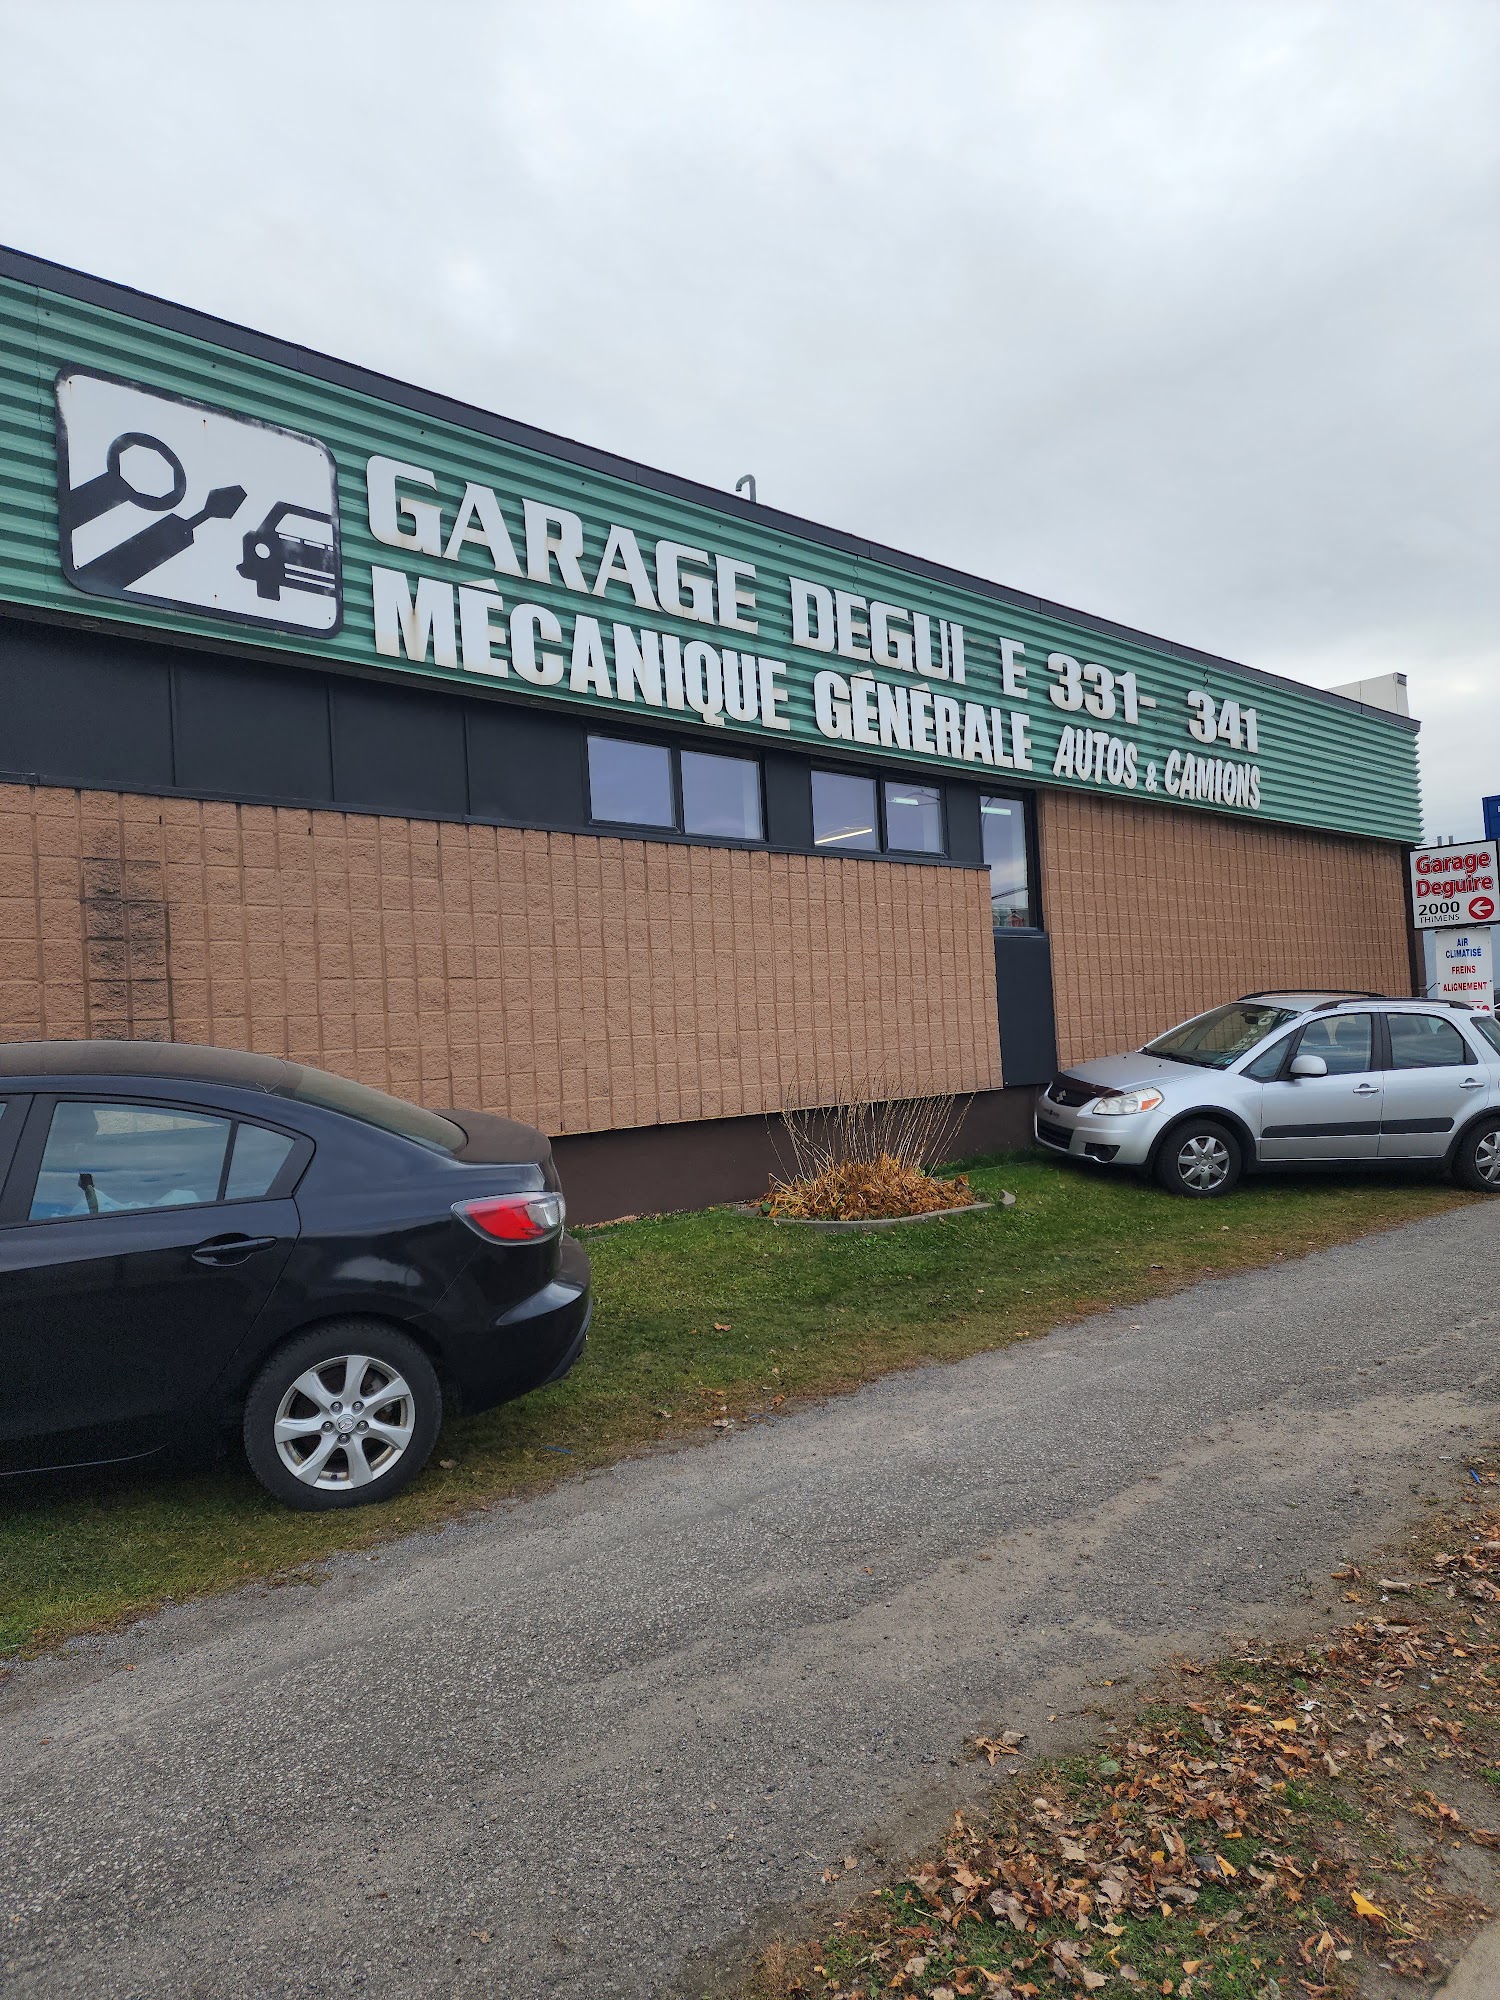 GARAGE DEGUI E 331- 341
MÉCANIQUE GÉNÉRALE AUTOS & CAMIONS
Garage
Deguire
2000
THIMENS
AIR
CLIMATISÉ
FREINS
ALIGNEMENT